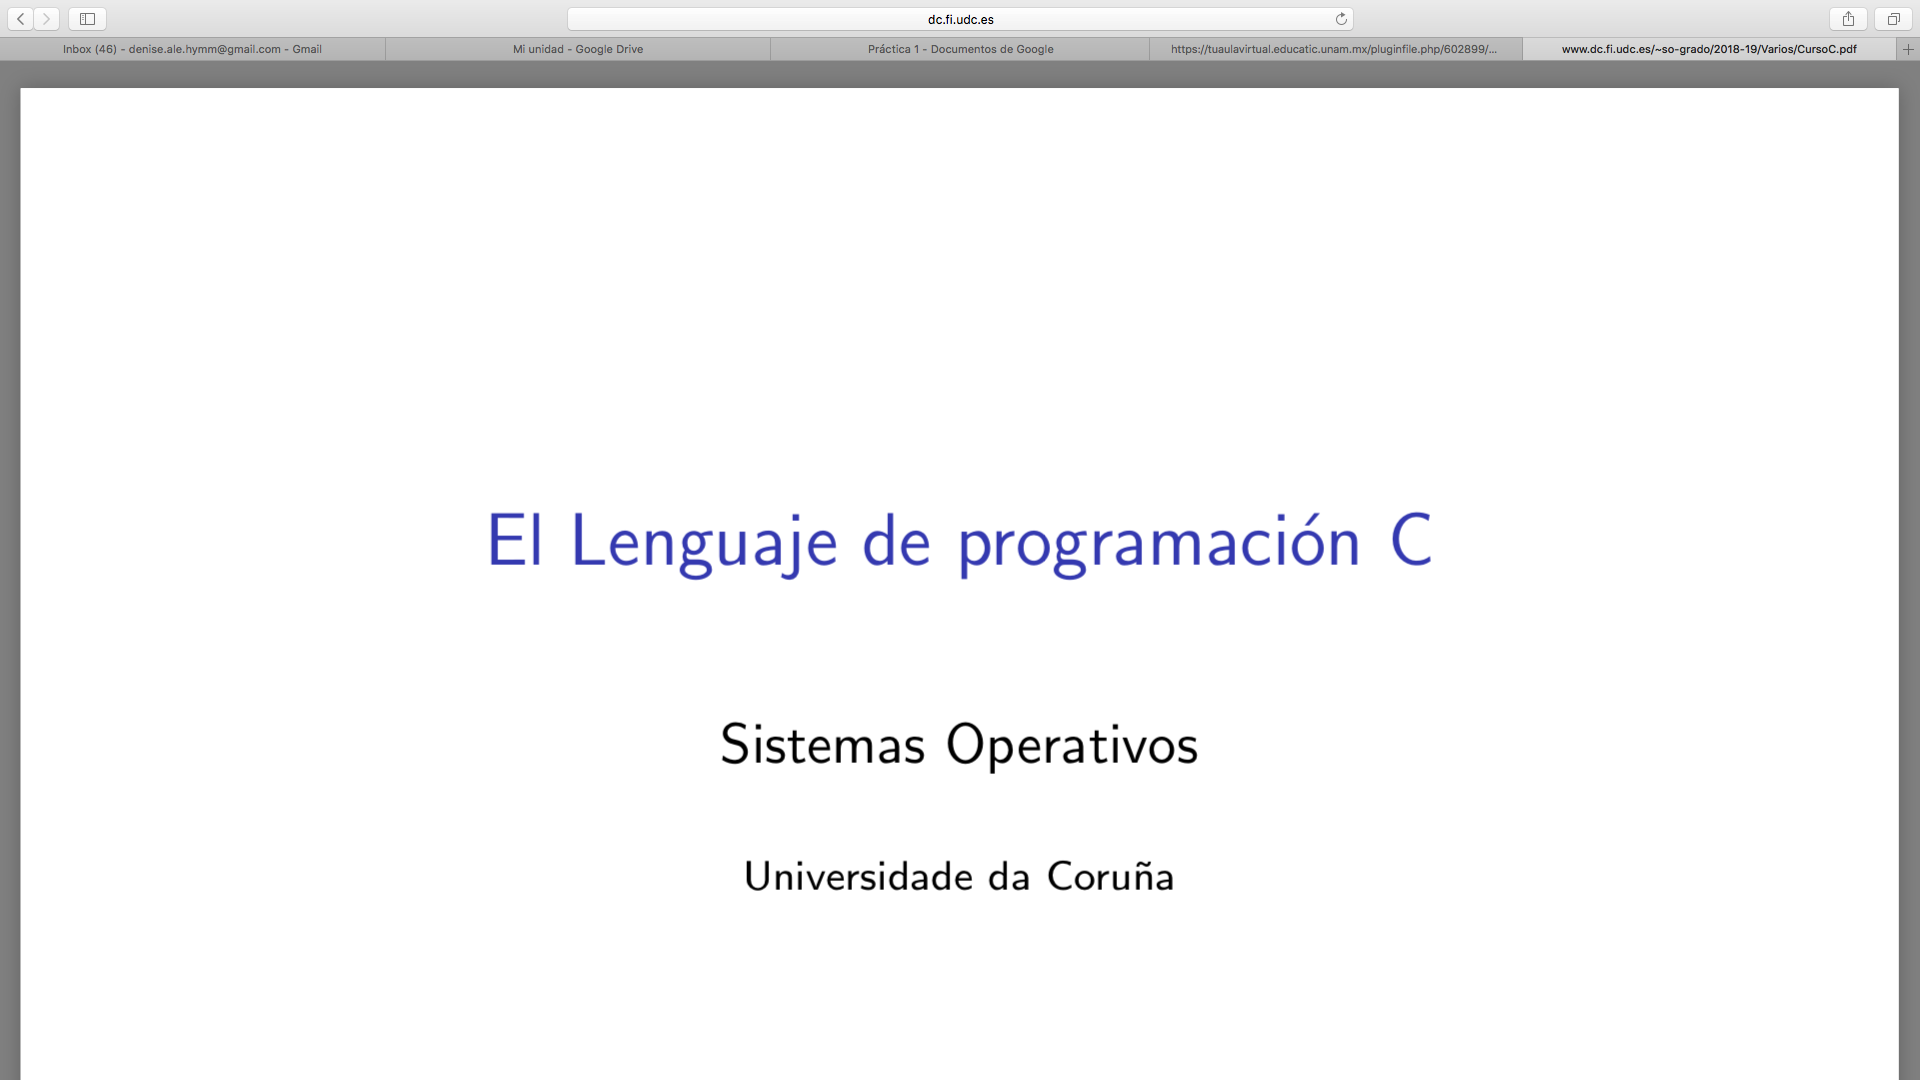 dc.fi.udc.es
Inbox (46) - denise.ale.hymm@gmail.com - Gmail
Mi unidad - Google Drive
Práctica 1 - Documentos de Google
https://tuaulavirtual.educatic.unam.mx/pluginfile.php/602899/...
www.dc.fi.udc.es/~so-grado/2018-19/Varios/CursoC.pdf
El Lenguaje de programación C
Sistemas Operativos
Universidade da Coruña